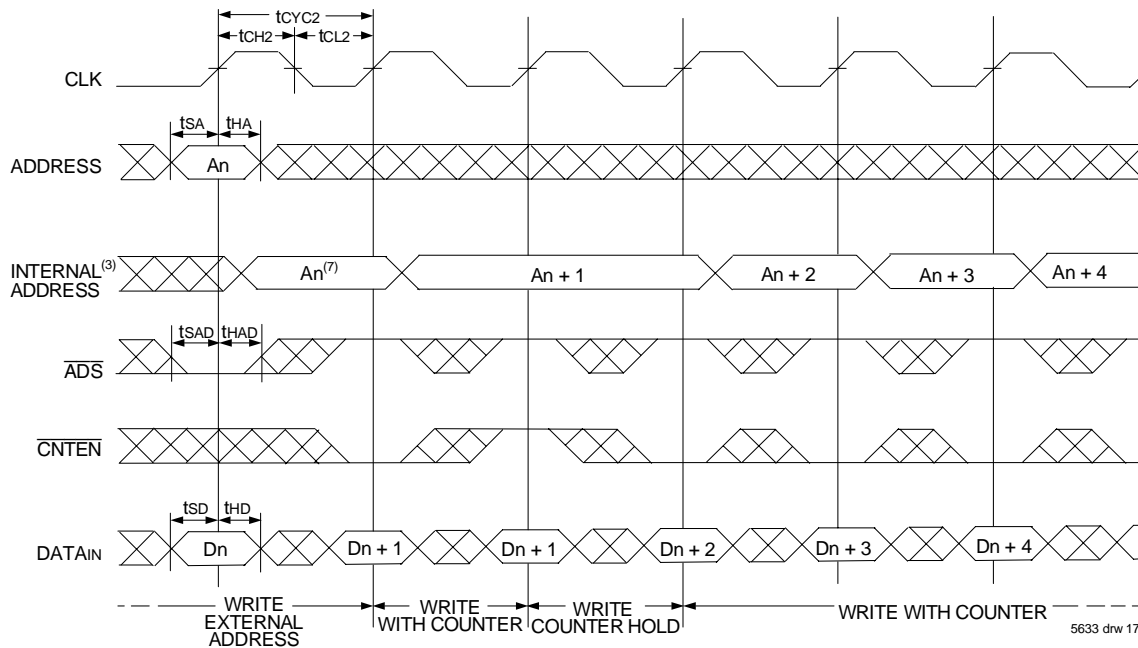 tCYC2
tCH2 tCL2
CLK
tSA tHA
ADDRESS An
INTERNAL(3) ADDRESS An(7) An + 1 An + 2 An + 3 An + 4
tSAD tHAD
ADS
CNTEN
tSD tHD
DATAIN Dn Dn + 1 Dn + 1 Dn + 2 Dn + 3 Dn + 4
WRITE EXTERNAL ADDRESS
WRITE WITH COUNTER
WRITE COUNTER HOLD
WRITE WITH COUNTER
5633 drw 17